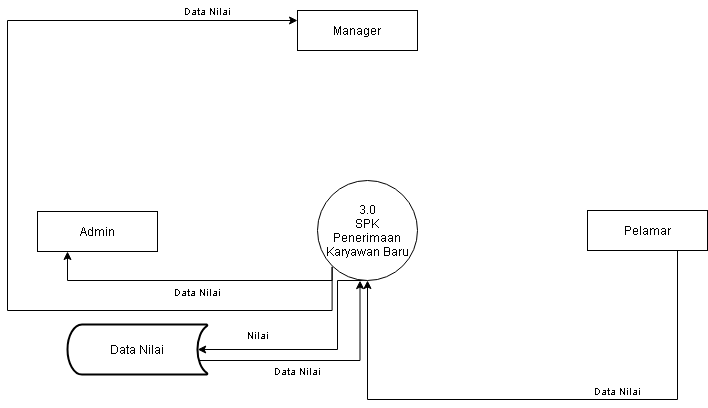 Data Nilai
Manager
3.0
SPK
Penerimaan
Karyawan Baru
Admin
Pelamar
Data Nilai
Nilai
Data Nilai
Data Nilai
Data Nilai